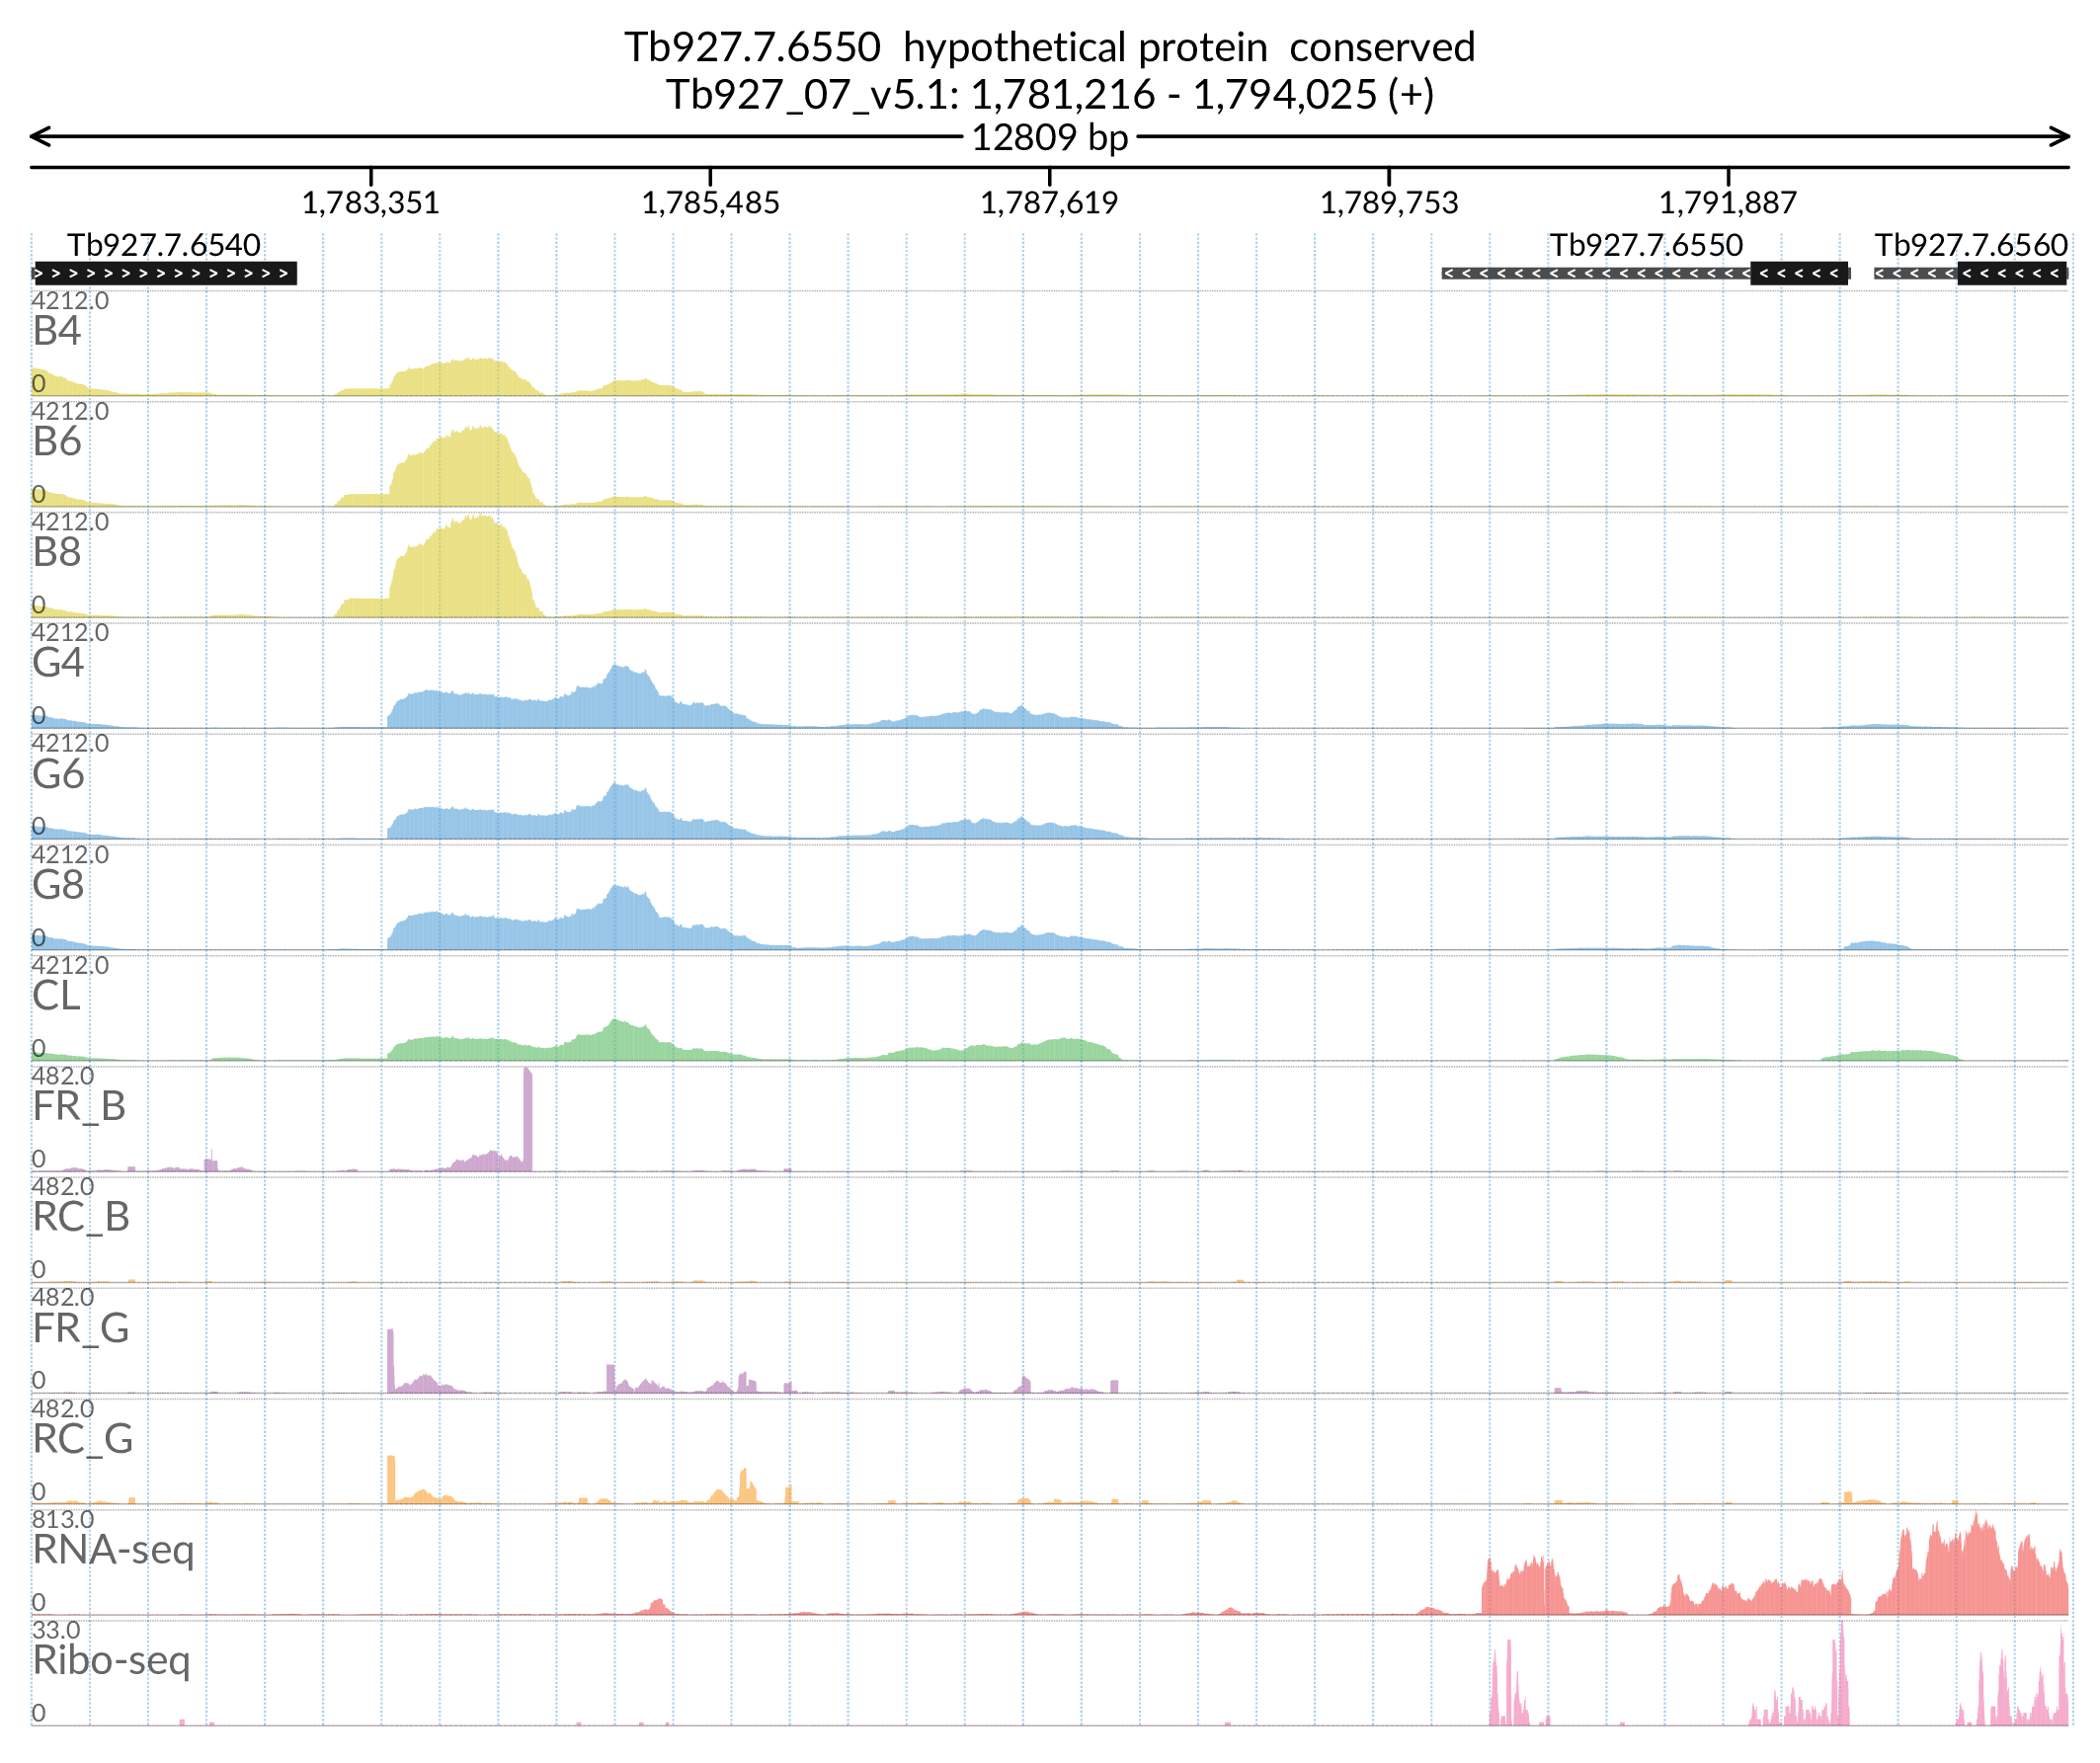 Tb927.7.6550 hypothetical protein conserved
Tb927_07_v5.1: 1,781,216 - 1,794,025 (+)
12809 bp
1,783,351 1,785,485 1,787,619 1,789,753 1,791,887
Tb927.7.6540 Tb927.7.6550 Tb927.7.6560
4212.0
B4
0
4212.0
B6
0
4212.0
B8
0
4212.0
G4
0
4212.0
G6
0
4212.0
G8
0
4212.0
CL
0
482.0
FR_B
0
482.0
RC_B
0
482.0
FR_G
0
482.0
RC_G
0
813.0
RNA-seq
0
33.0
Ribo-seq
0